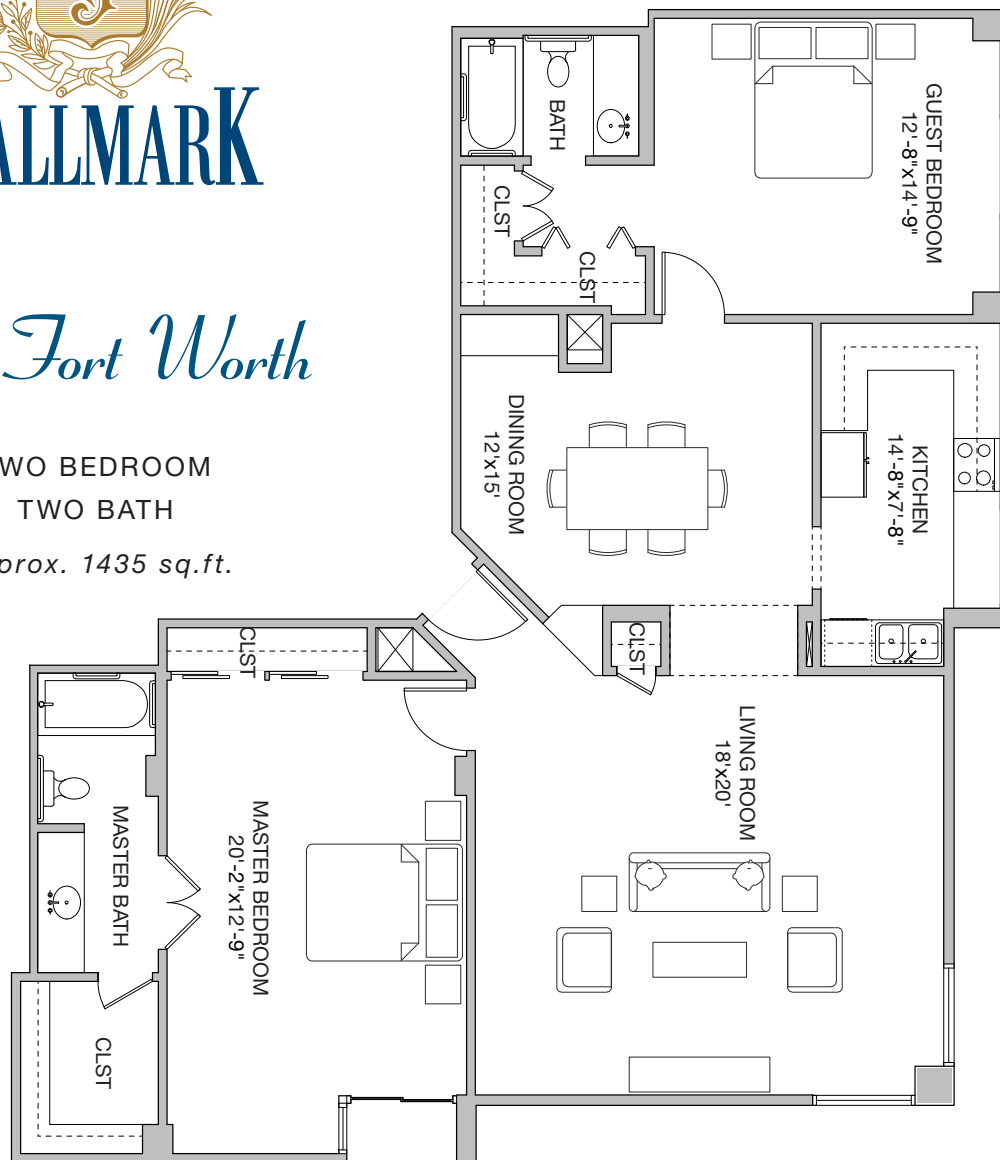 ALLMARK
Fort Worth
WO BEDROOM
TWO BATH
prox. 1435 sq.ft.
BATH
CLST
CLST
GUEST BEDROOM
12'-8"x14'-9"
DINING ROOM
12'x15'
KITCHEN
14'-8"x7'-8"
CLST
CLST
LIVING ROOM
18'x20'
MASTER BEDROOM
20'-2"x12'-9"
MASTER BATH
CLST